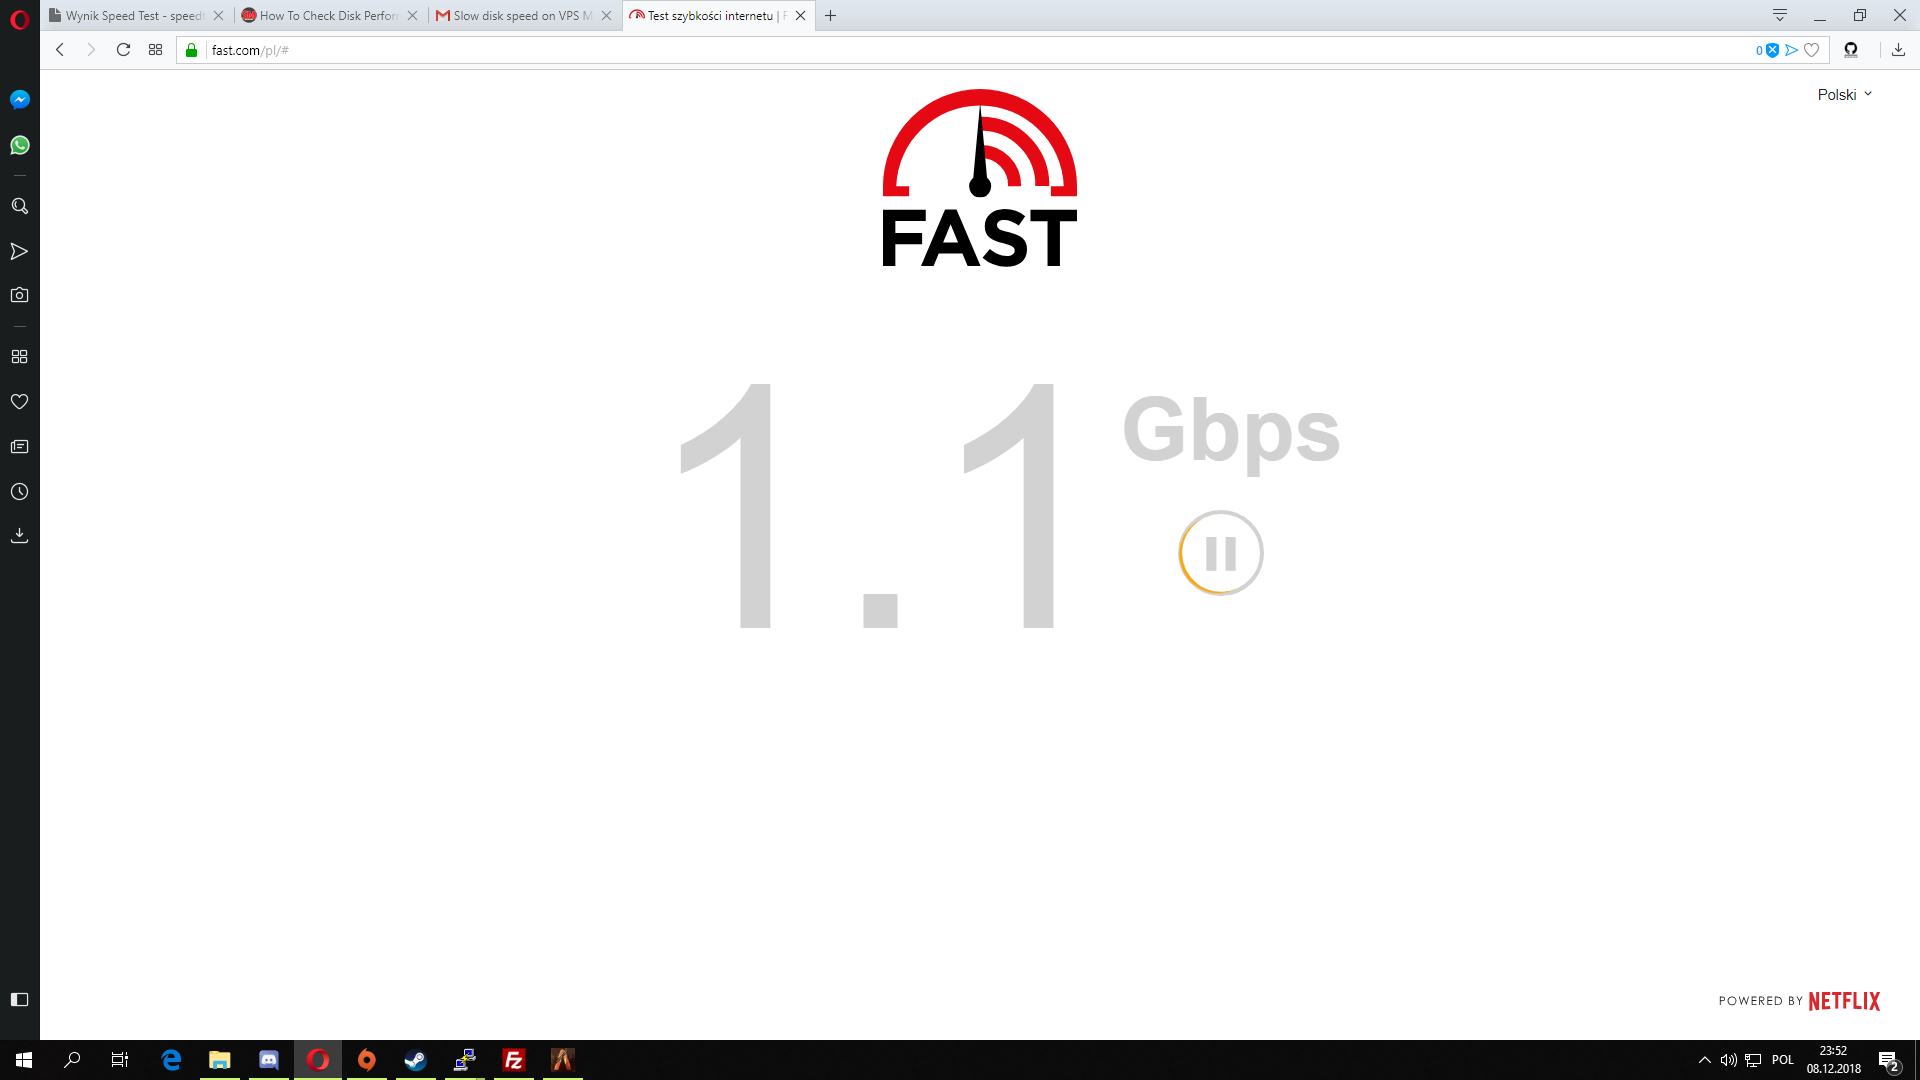 Wynik Speed Test - speedt
How To Check Disk Perforn
Slow disk speed on VPS M
Test szybkości internetu | F
fast.com/pl/#
0
Polski
FAST
1.1 Gbps
POWERED BY NETFLIX
POL
23:52
08.12.2018
2